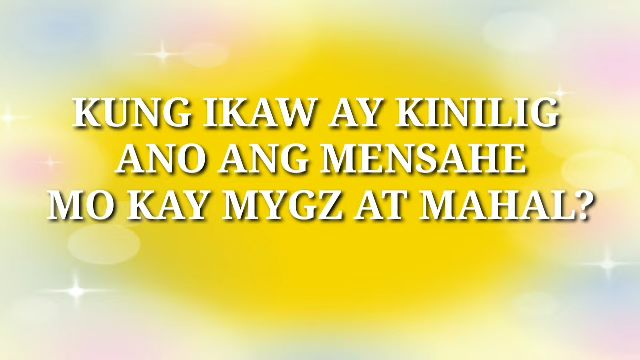 KUNG IKAW AY KINILIG
ANO ANG MENSAHE
MO KAY MYGZ AT MAHAL?